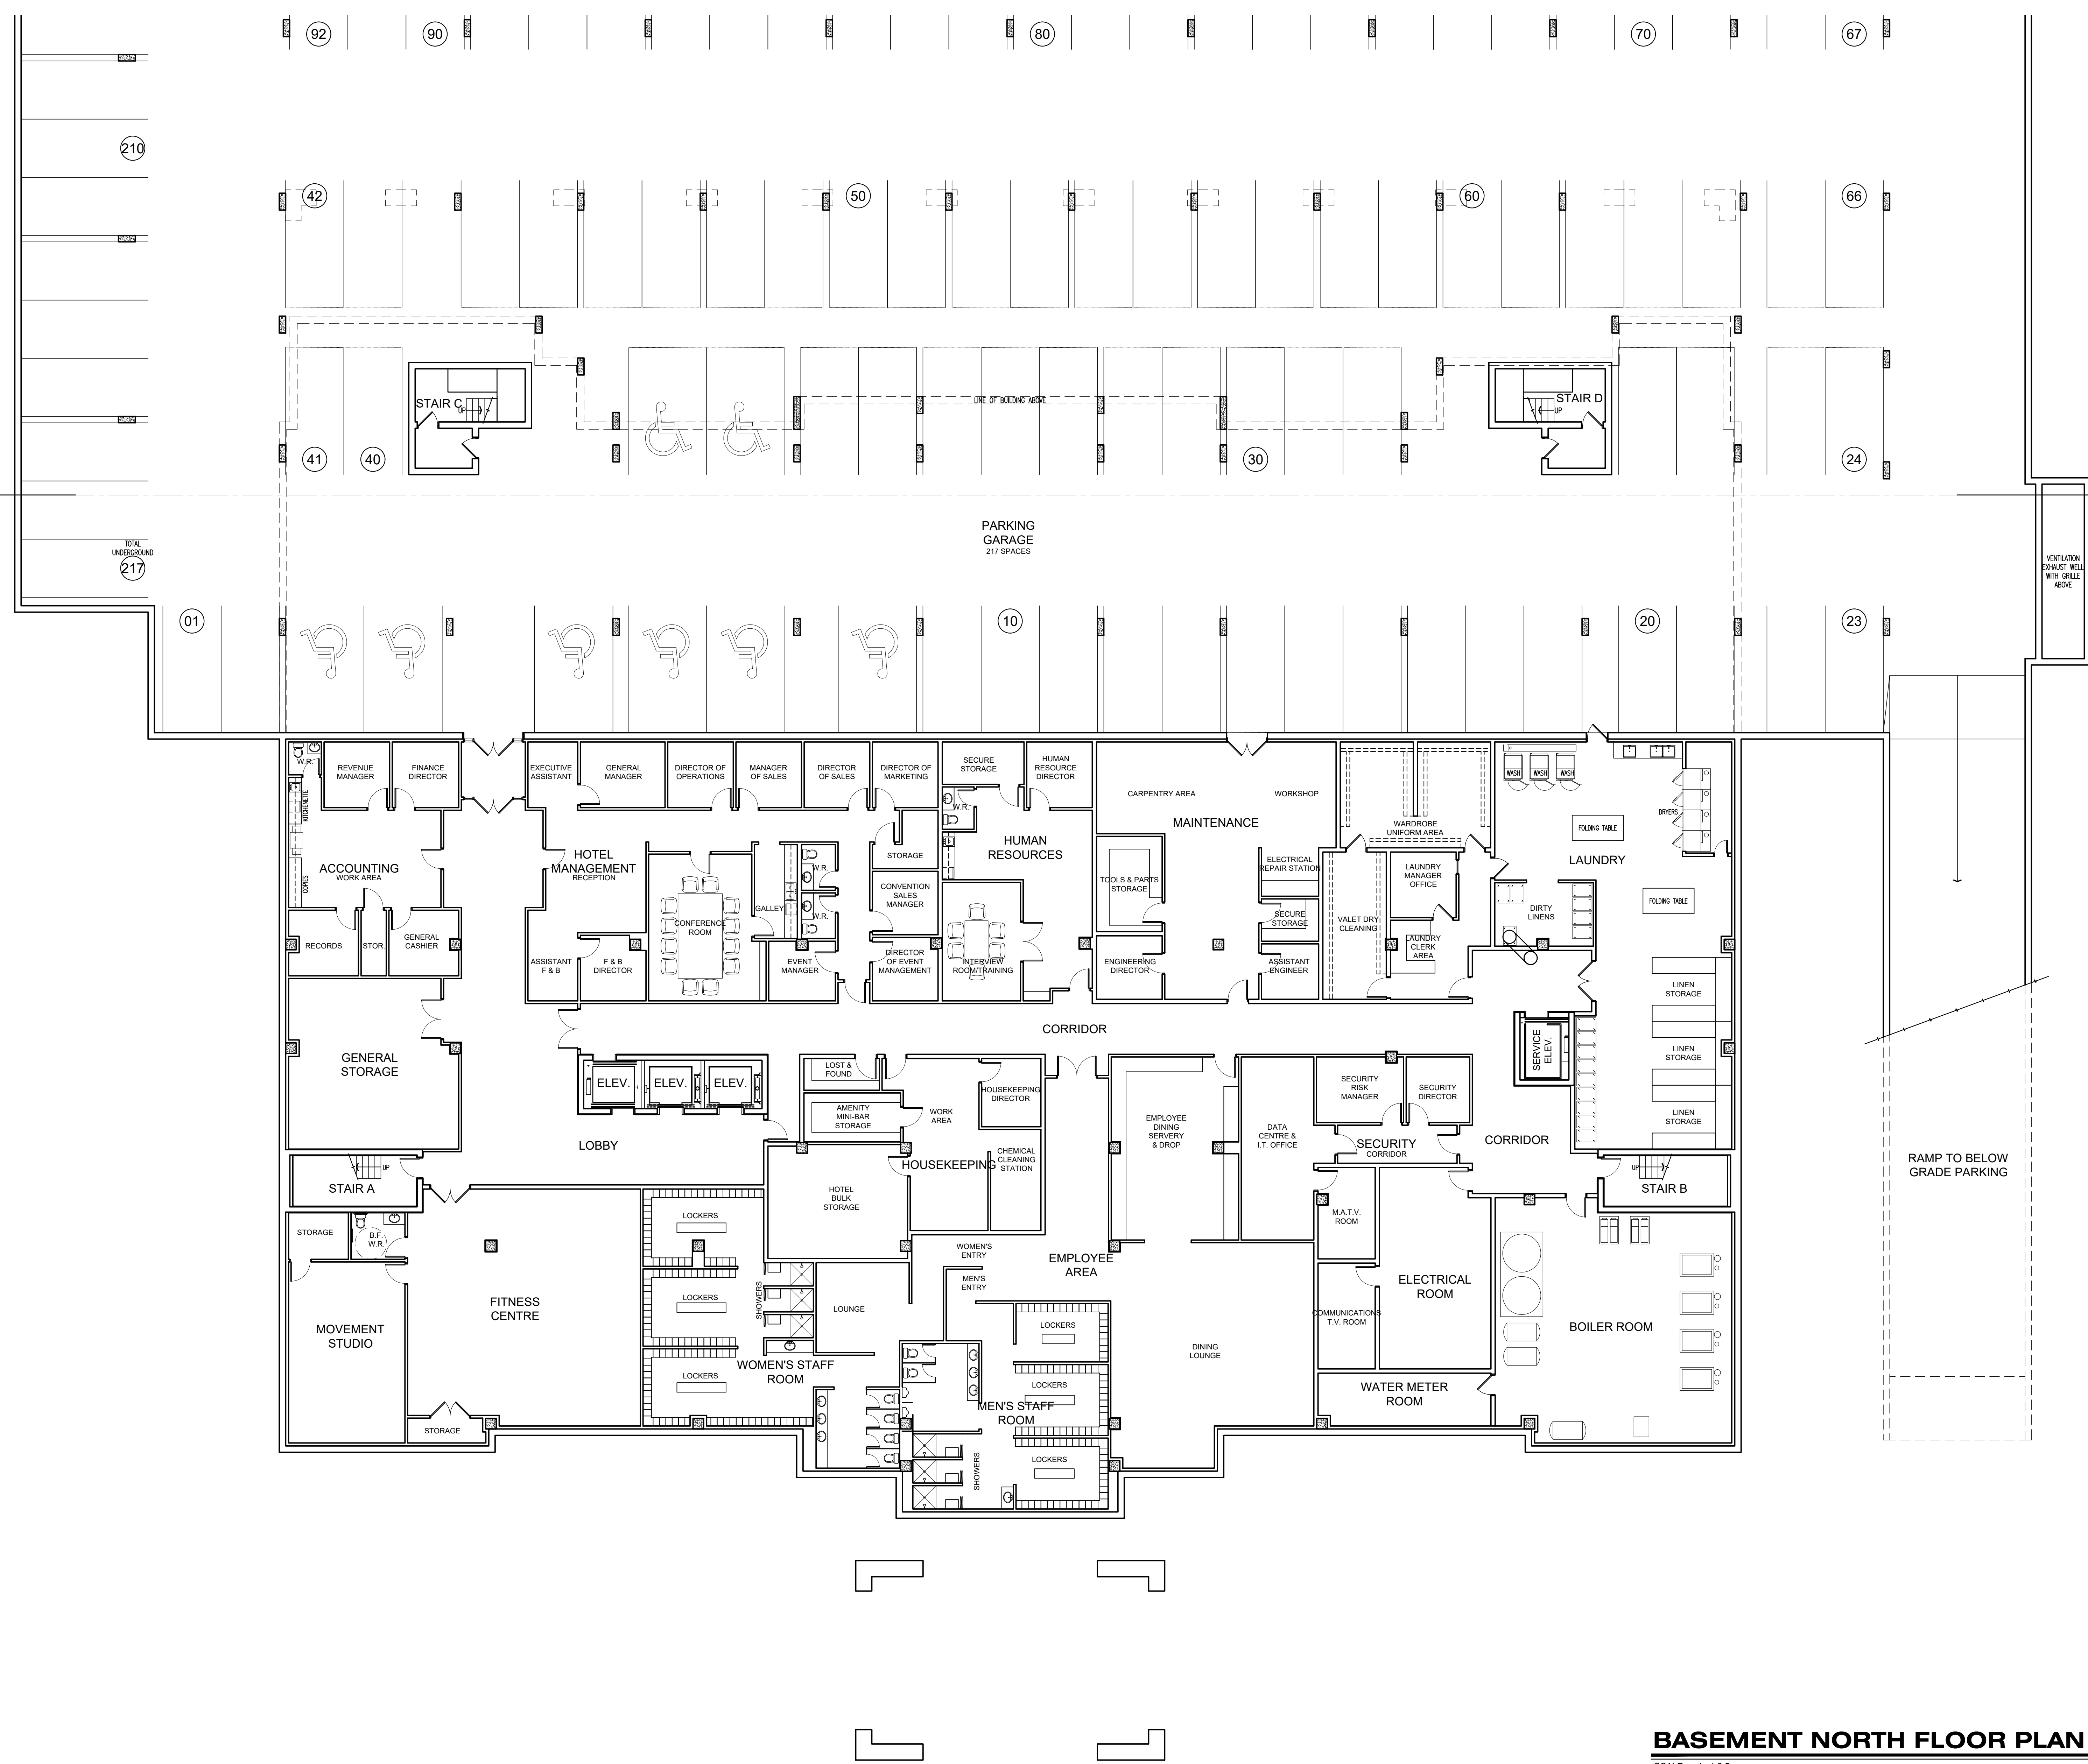 92
90
80
70
67
210
42
50
60
66
STAIR C
UP
LINE OF BUILDING ABOVE
STAIR D
UP
41
40
30
24
PARKING
GARAGE
217 SPACES
TOTAL
UNDERGROUND
217
VENTILATION
EXHAUST WELL
WITH GRILLE
ABOVE
01
10
20
23
W.R.
REVENUE
MANAGER
FINANCE
DIRECTOR
EXECUTIVE
ASSISTANT
GENERAL
MANAGER
DIRECTOR OF
OPERATIONS
MANAGER
OF SALES
DIRECTOR
OF SALES
DIRECTOR OF
MARKETING
SECURE
STORAGE
HUMAN
RESOURCE
DIRECTOR
CARPENTRY AREA
WORKSHOP
MAINTENANCE
WASH
WASH
WASH
DRYERS
KITCHENETTE
W.R.
WARDROBE
UNIFORM AREA
FOLDING TABLE
LAUNDRY
ACCOUNTING
WORK AREA
COPIES
HOTEL
MANAGEMENT
RECEPTION
STORAGE
HUMAN
RESOURCES
ELECTRICAL
REPAIR STATION
LAUNDRY
MANAGER
OFFICE
W.R.
TOOLS & PARTS
STORAGE
CONVENTION
SALES
MANAGER
FOLDING TABLE
DIRTY
LINENS
GALLEY
W.R.
SECURE
STORAGE
VALET DRY
CLEANING
CONFERENCE
ROOM
RECORDS
STOR.
GENERAL
CASHIER
LAUNDRY
CLERK
AREA
ASSISTANT
F & B
F & B
DIRECTOR
EVENT
MANAGER
DIRECTOR
OF EVENT
MANAGEMENT
INTERVIEW
ROOM/TRAINING
ENGINEERING
DIRECTOR
ASSISTANT
ENGINEER
LINEN
STORAGE
CORRIDOR
SERVICE
ELEV.
LINEN
STORAGE
GENERAL
STORAGE
ELEV.
ELEV.
ELEV.
LOST &
FOUND
HOUSEKEEPING
DIRECTOR
SECURITY
RISK
MANAGER
SECURITY
DIRECTOR
AMENITY
MINI-BAR
STORAGE
WORK
AREA
EMPLOYEE
DINING
SERVERY
& DROP
DATA
CENTRE &
I.T. OFFICE
LINEN
STORAGE
LOBBY
SECURITY
CORRIDOR
CORRIDOR
CHEMICAL
CLEANING
STATION
HOUSEKEEPING
UP
STAIR A
UP
STAIR B
RAMP TO BELOW
GRADE PARKING
HOTEL
BULK
STORAGE
LOCKERS
M.A.T.V.
ROOM
STORAGE
B.F.
W.R.
WOMEN'S
ENTRY
EMPLOYEE
AREA
MEN'S
ENTRY
ELECTRICAL
ROOM
FITNESS
CENTRE
LOCKERS
SHOWERS
LOUNGE
COMMUNICATIONS
T.V. ROOM
MOVEMENT
STUDIO
LOCKERS
BOILER ROOM
DINING
LOUNGE
WOMEN'S STAFF
ROOM
LOCKERS
LOCKERS
WATER METER
ROOM
MEN'S STAFF
ROOM
STORAGE
LOCKERS
SHOWERS
BASEMENT NORTH FLOOR PLAN